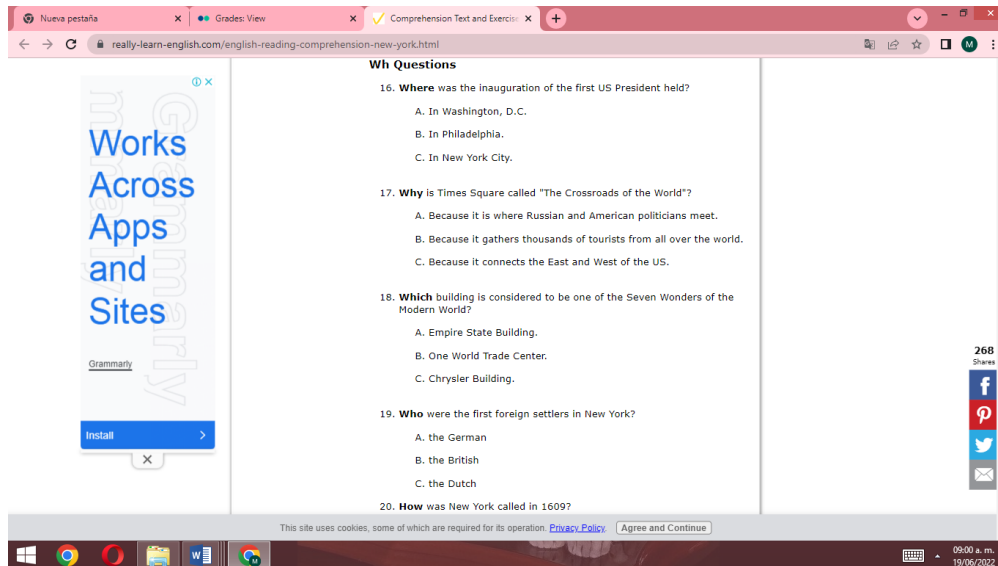 Nueva pestaña
Grades: View
Comprehension Text and Exercise
really-learn-english.com/english-reading-comprehension-new-york.html
M
Works
Across
Apps
and
Sites
Grammarly
Grammarly
Install
Wh Questions
16. Where was the inauguration of the first US President held?
A. In Washington, D.C.
B. In Philadelphia.
C. In New York City.
17. Why is Times Square called "The Crossroads of the World"?
A. Because it is where Russian and American politicians meet.
B. Because it gathers thousands of tourists from all over the world.
C. Because it connects the East and West of the US.
18. Which building is considered to be one of the Seven Wonders of the
Modern World?
A. Empire State Building.
B. One World Trade Center.
C. Chrysler Building.
19. Who were the first foreign settlers in New York?
A. the German
B. the British
C. the Dutch
20. How was New York called in 1609?
268
Shares
This site uses cookies, some of which are required for its operation. Privacy Policy. Agree and Continue
09:00 a. m.
19/06/2022